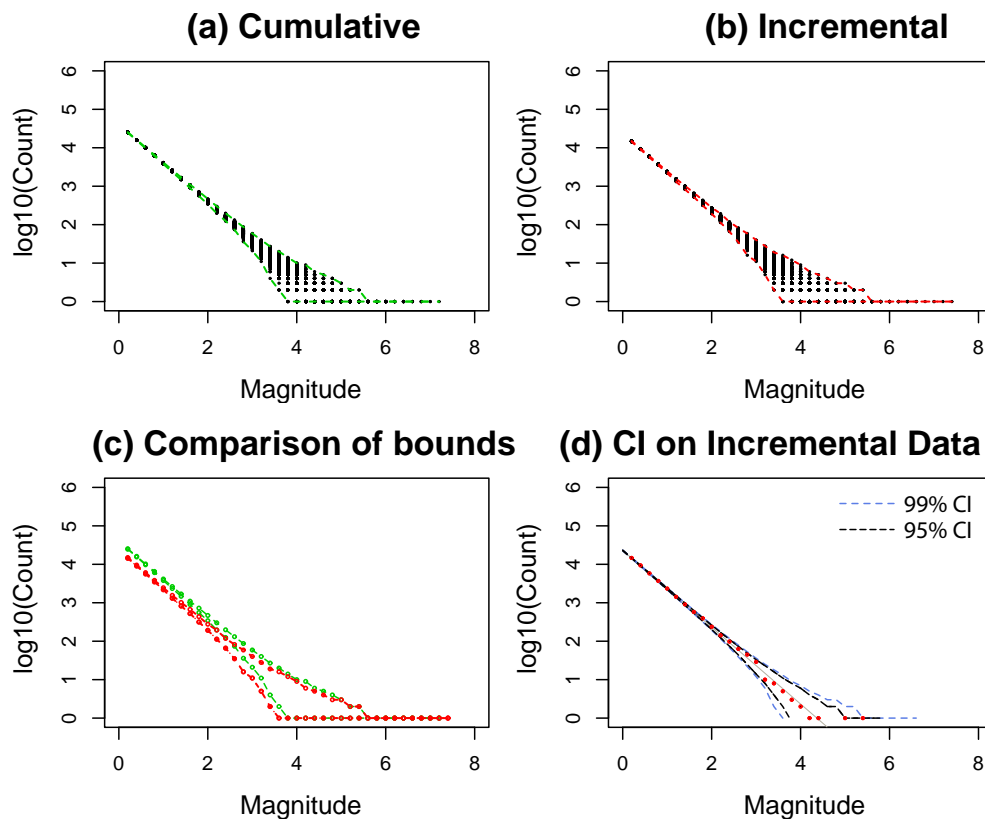 (a) Cumulative
log10(Count)
6
5
4
3
2
1
0
0 2 4 6 8
Magnitude
(b) Incremental
log10(Count)
6
5
4
3
2
1
0
0 2 4 6 8
Magnitude
(c) Comparison of bounds
log10(Count)
6
5
4
3
2
1
0
0 2 4 6 8
Magnitude
(d) CI on Incremental Data
log10(Count)
6
5
4
3
2
1
0
99% CI
95% CI
0 2 4 6 8
Magnitude